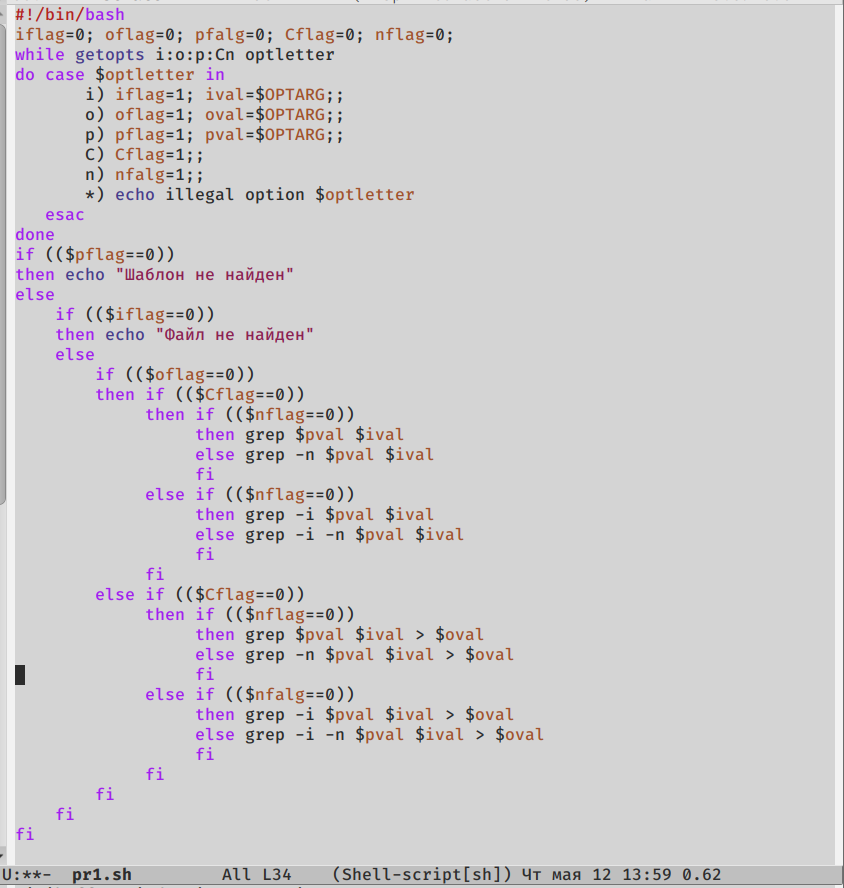 #!/bin/bash
iflag=0; oflag=0; pfalg=0; Cflag=0; nflag=0;
while getopts i:o:p:Cn optletter
do case $optletter in
i) iflag=1; ival=$OPTARG;;
o) oflag=1; oval=$OPTARG;;
p) pflag=1; pval=$OPTARG;;
C) Cflag=1;;
n) nfalg=1;;
*) echo illegal option $optletter
esac
done
if (($pflag==0))
then echo "Шаблон не найден"
else
if (($iflag==0))
then echo "Файл не найден"
else
if (($oflag==0))
then if (($Cflag==0))
then if (($nflag==0))
then grep $pval $ival
else grep -n $pval $ival
fi
else if (($nflag==0))
then grep -i $pval $ival
else grep -i -n $pval $ival
fi
fi
else if (($Cflag==0))
then if (($nflag==0))
then grep $pval $ival > $oval
else grep -n $pval $ival > $oval
fi
else if (($nfalg==0))
then grep -i $pval $ival > $oval
else grep -i -n $pval $ival > $oval
fi
fi
fi
fi
fi
U:**- pr1.sh All L34 (Shell-script[sh]) Чт мая 12 13:59 0.62